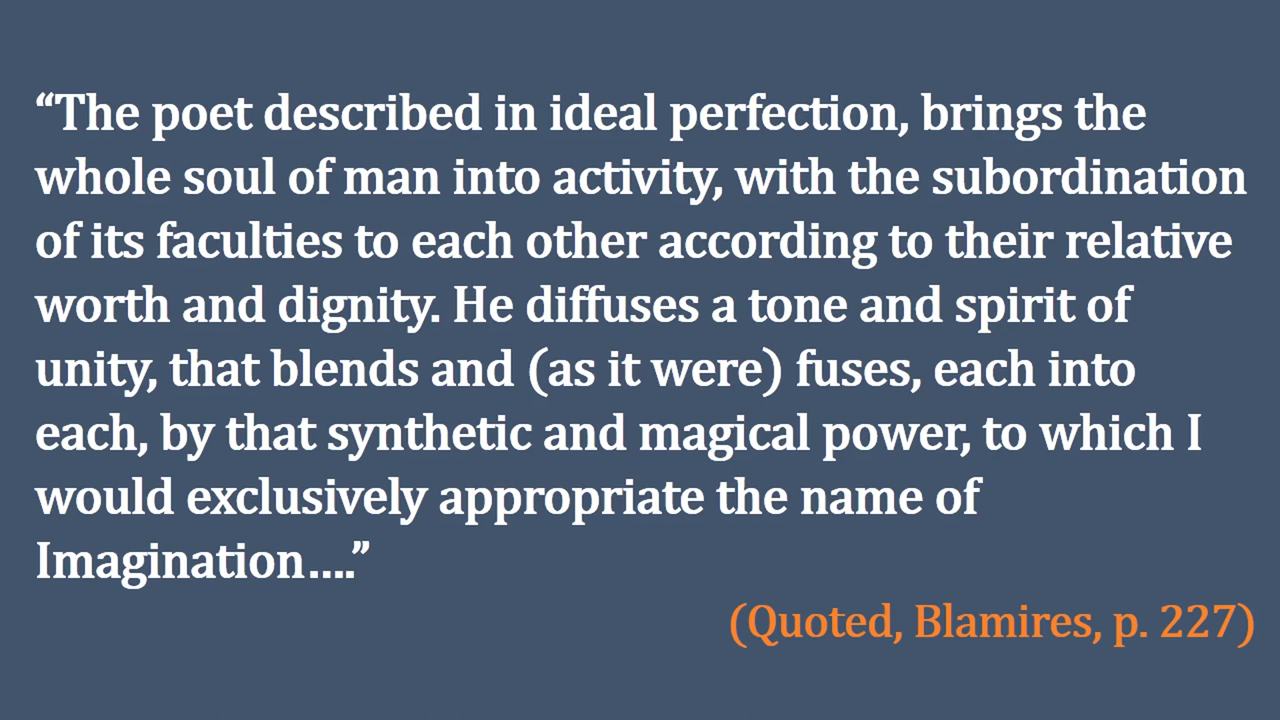 “The poet described in ideal perfection, brings the
whole soul of man into activity, with the subordination
of its faculties to each other according to their relative
worth and dignity. He diffuses a tone and spirit of
unity, that blends and (as it were) fuses, each into
each, by that synthetic and magical power, to which I
would exclusively appropriate the name of
Imagination….”
(Quoted, Blamires, p. 227)